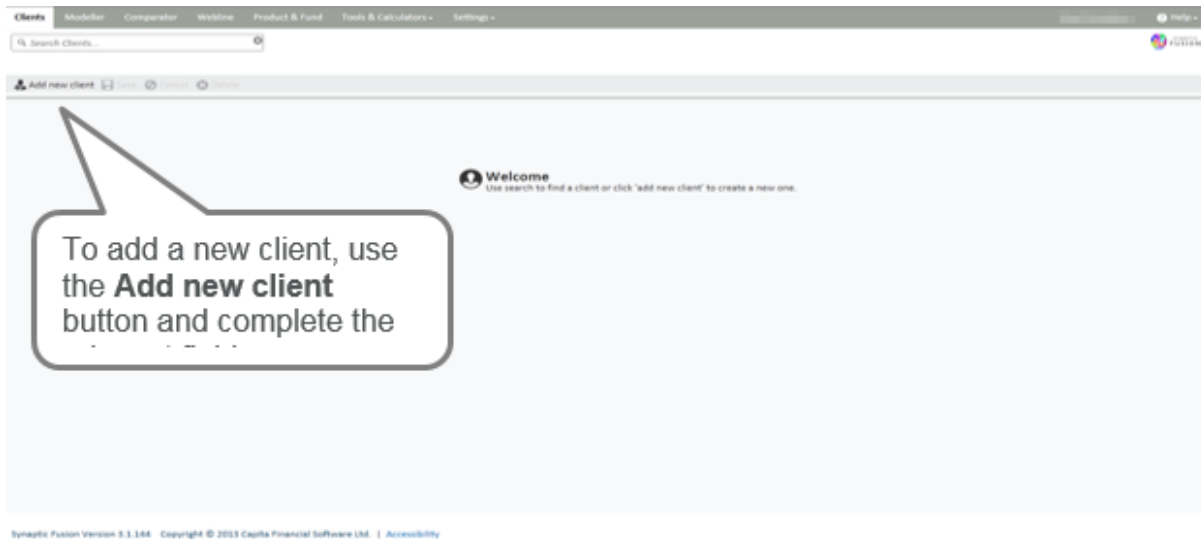 Clients Modeller Comparator Webline Product & Fund Tools & Calculators Settings Help
Search Clients...
FUSION
Add new client Save Cancel Delete
Welcome
Use search to find a client or click 'add new client' to create a new one.
To add a new client, use
the Add new client
button and complete the
Synaptic Fusion Version 3.1.144 Copyright © 2013 Capita Financial Software Ltd. | Accessibility